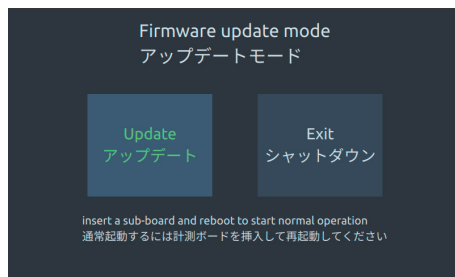 Firmware update mode
アップデートモード
Update
アップデート
Exit
シャットダウン
insert a sub-board and reboot to start normal operation
通常起動するには計測ボードを挿入して再起動してください